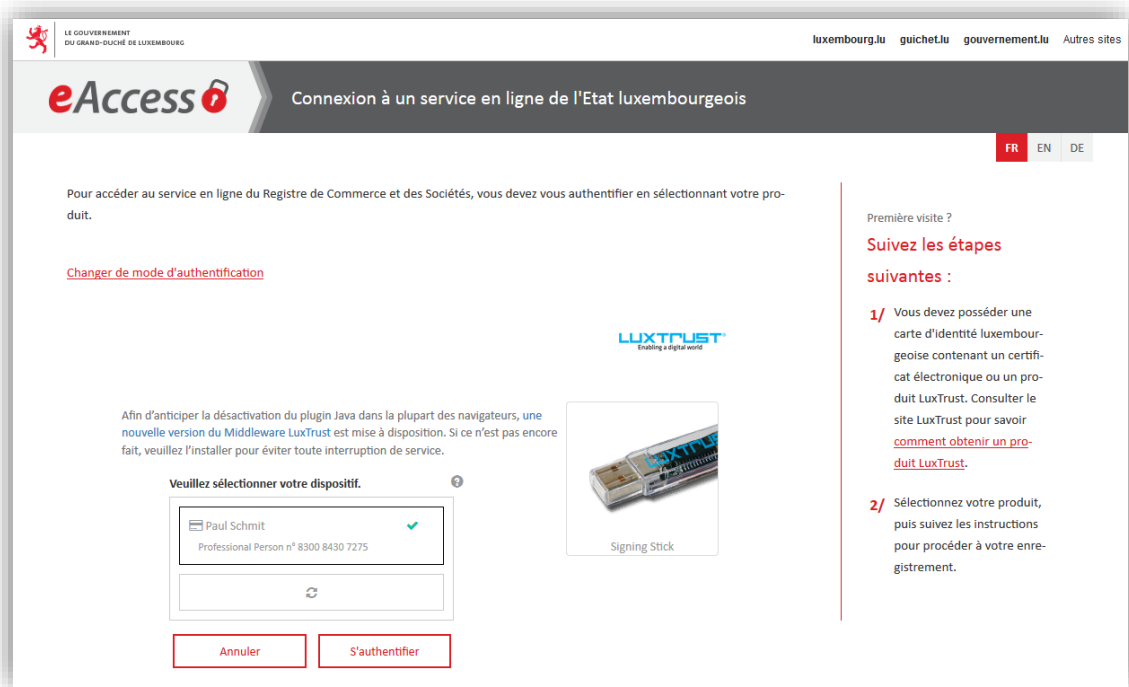 LE GOUVERNEMENT
DU GRAND-DUCHÉ DE LUXEMBOURG
luxembourg.lu guichet.lu gouvernement.lu Autres sites
eAccess
Connexion à un service en ligne de l'Etat luxembourgeois
FR EN DE
Pour accéder au service en ligne du Registre de Commerce et des Sociétés, vous devez vous authentifier en sélectionnant votre pro-
duit.
Changer de mode d'authentification
LUXTRUST
Enabling a digital world
Afin d'anticiper la désactivation du plugin Java dans la plupart des navigateurs, une
nouvelle version du Middleware LuxTrust est mise à disposition. Si ce n'est pas encore
fait, veuillez l'installer pour éviter toute interruption de service.
Veuillez sélectionner votre dispositif. ?
Paul Schmit
Professional Person n° 8300 8430 7275
Annuler
S'authentifier
LUXTRUST
Signing Stick
Première visite ?
Suivez les étapes
suivantes :
1/ Vous devez posséder une
carte d'identité luxembour-
geoise contenant un certifi-
cat électronique ou un pro-
duit LuxTrust. Consulter le
site LuxTrust pour savoir
comment obtenir un pro-
duit LuxTrust.
2/ Sélectionnez votre produit,
puis suivez les instructions
pour procéder à votre enre-
gistrement.